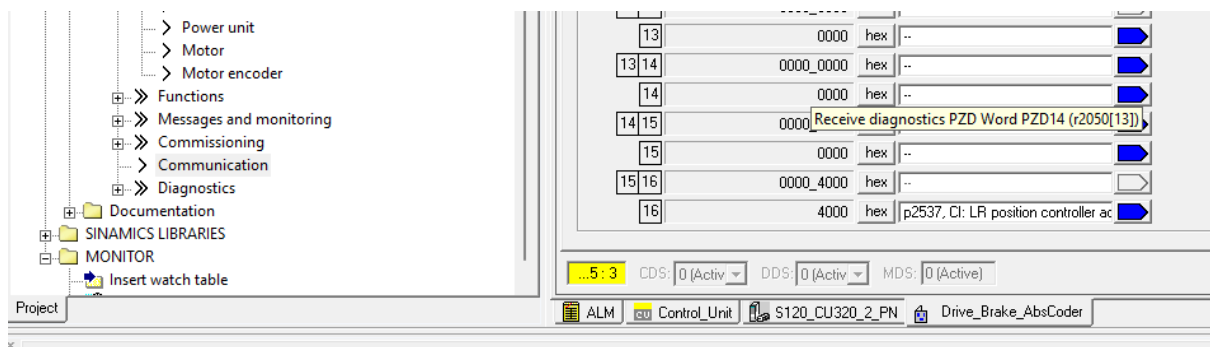 Power unit
Motor
Motor encoder
Functions
Messages and monitoring
Commissioning
Communication
Diagnostics
Documentation
SINAMICS LIBRARIES
MONITOR
Insert watch table
Project
13 0000 hex --
13 14 0000_0000 hex --
14 0000 hex --
Receive diagnostics PZD Word PZD14 (r2050[13])
14 15 0000_
15 0000 hex --
15 16 0000_4000 hex --
16 4000 hex p2537, CI: LR position controller ac
...5 : 3 CDS: 0 (Activ DDS: 0 (Activ MDS: 0 (Active)
ALM Control_Unit S120_CU320_2_PN Drive_Brake_AbsCoder